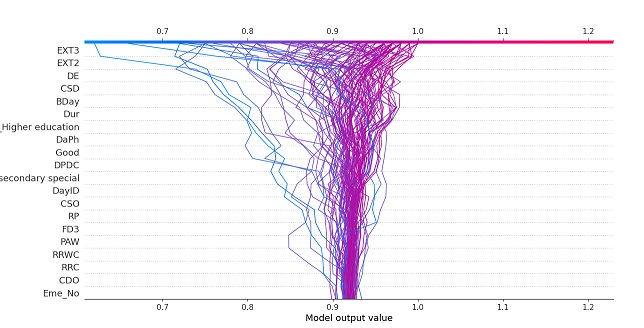 0.7 0.8 0.9 1.0 1.1 1.2
EXT3
EXT2
DE
CSD
BDay
Dur
_Higher education
DaPh
Good
DPDC
secondary special
DayID
CSO
RP
FD3
PAW
RRWC
RRC
CDO
Eme_No
0.7 0.8 0.9 1.0 1.1 1.2
Model output value